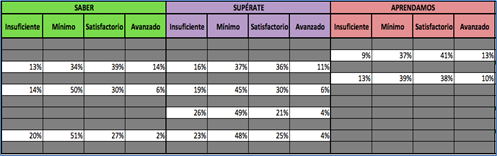 SABER SUPÉRATE APRENDAMOS
Insuficiente Mínimo Satisfactorio Avanzado Insuficiente Mínimo Satisfactorio Avanzado Insuficiente Mínimo Satisfactorio Avanzado
9% 37% 41% 13%
13% 34% 39% 14% 16% 37% 36% 11%
13% 39% 38% 10%
14% 50% 30% 6% 19% 45% 30% 6%
26% 49% 21% 4%
20% 51% 27% 2% 23% 48% 25% 4%